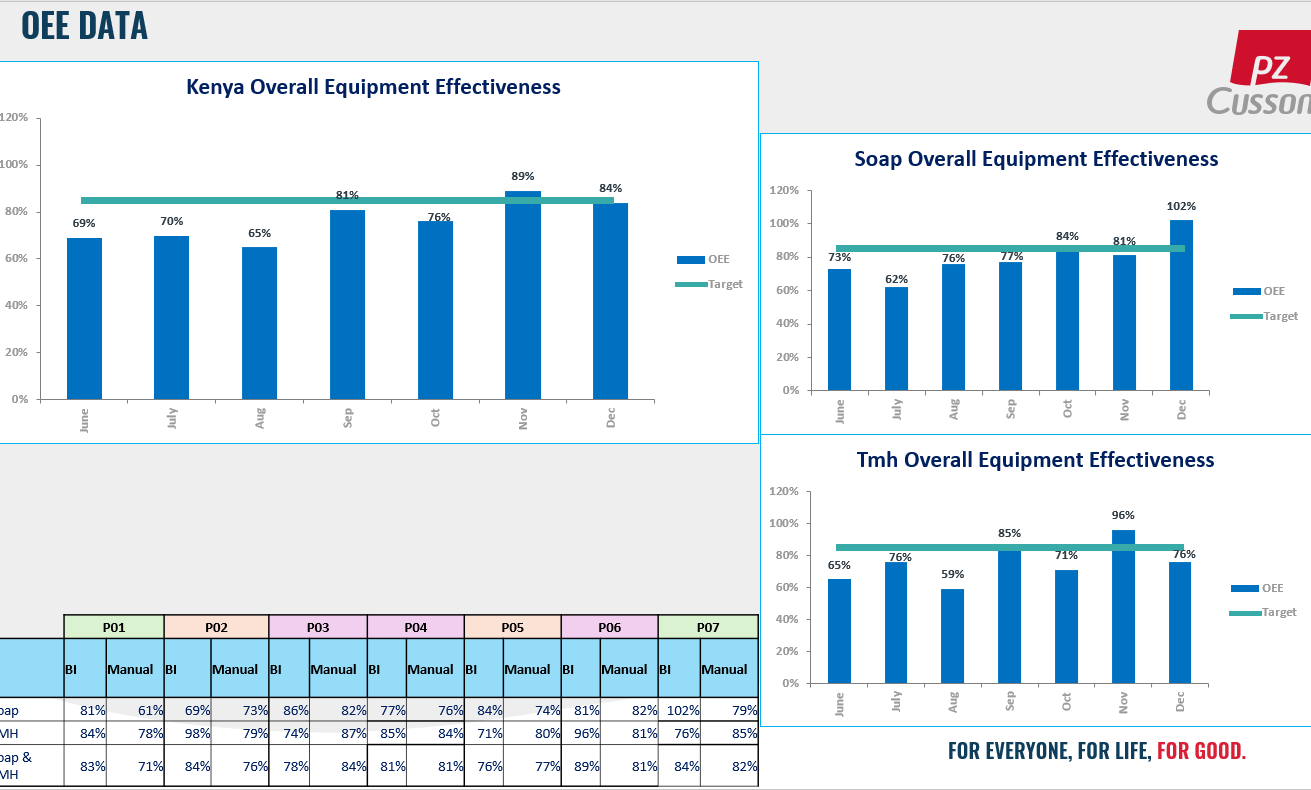 OEE DATA
PZ
Cusson
Kenya Overall Equipment Effectiveness
120%
100%
80%
60%
40%
20%
0%
69%
70%
65%
81%
76%
89%
84%
June
July
Aug
Sep
Oct
Nov
Dec
OEE
Target
Soap Overall Equipment Effectiveness
120%
100%
80%
60%
40%
20%
0%
73%
62%
76%
77%
84%
81%
102%
June
July
Aug
Sep
Oct
Nov
Dec
OEE
Target
Tmh Overall Equipment Effectiveness
120%
100%
80%
60%
40%
20%
0%
65%
76%
59%
85%
71%
96%
76%
June
July
Aug
Sep
Oct
Nov
Dec
OEE
Target
P01 P02 P03 P04 P05 P06 P07
BI Manual BI Manual BI Manual BI Manual BI Manual BI Manual BI Manual
oap 81% 61% 69% 73% 86% 82% 77% 76% 84% 74% 81% 82% 102% 79%
MH 84% 78% 98% 79% 74% 87% 85% 84% 71% 80% 96% 81% 76% 85%
oap &
MH 83% 71% 84% 76% 78% 84% 81% 81% 76% 77% 89% 81% 84% 82%
FOR EVERYONE, FOR LIFE, FOR GOOD.